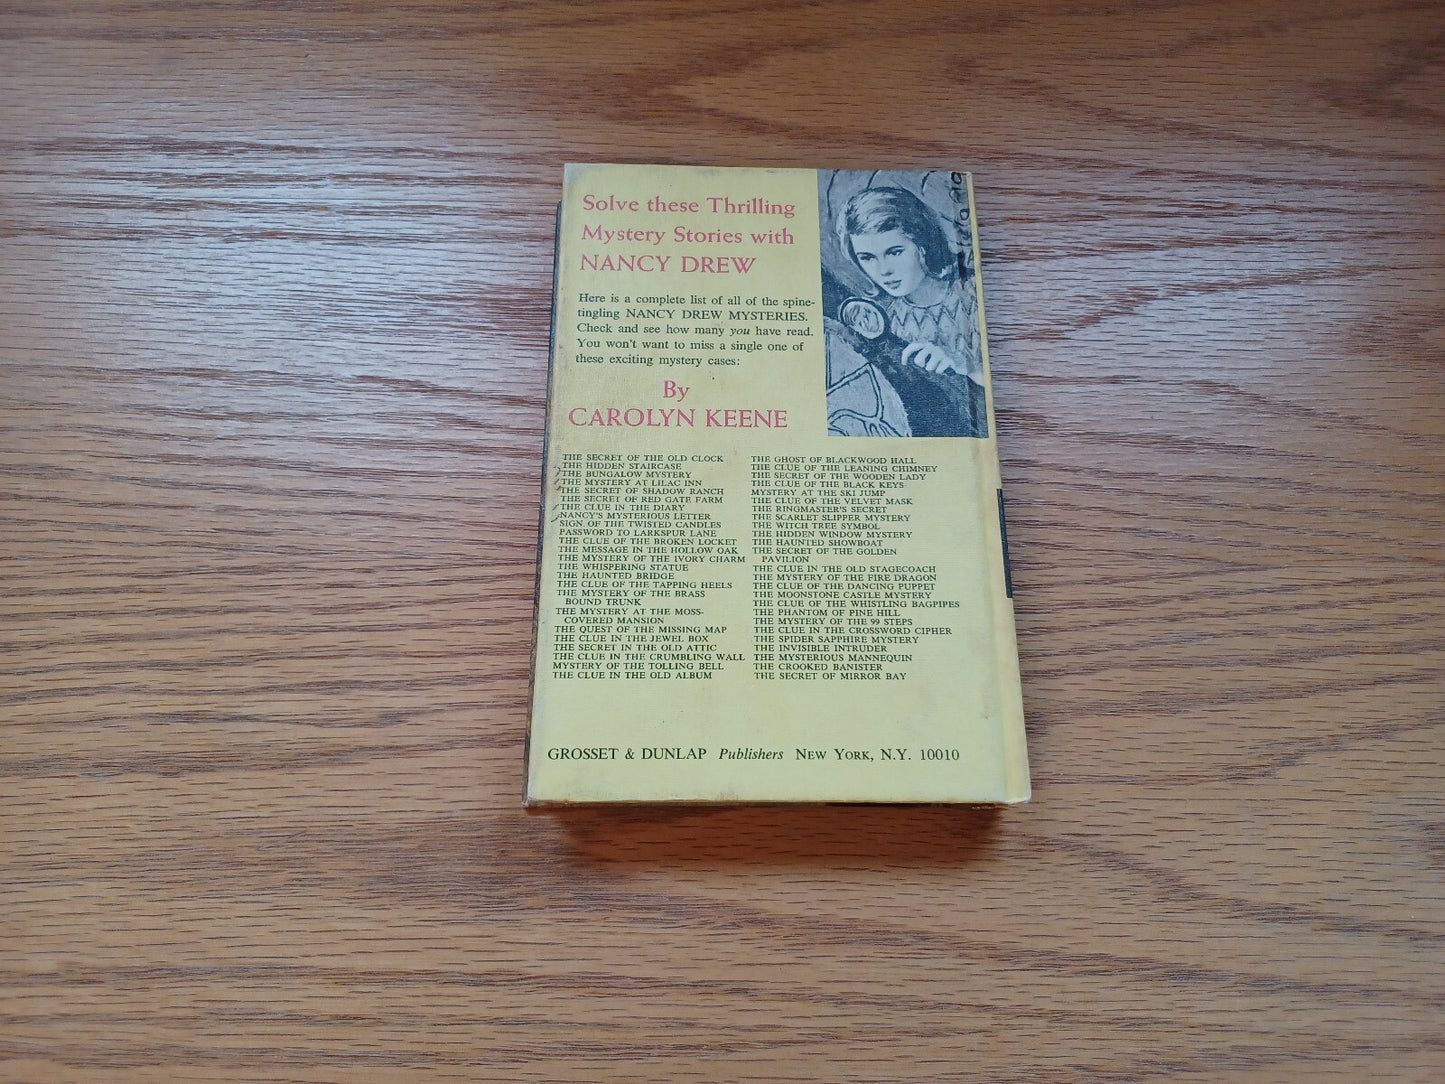 Solve these Thrilling
Mystery Stories with
NANCY DREW
Here is a complete list of all of the spine-
tingling NANCY DREW MYSTERIES.
Check and see how many you have read.
You won't want to miss a single one of
these exciting mystery cases:
By
CAROLYN KEENE
THE SECRET OF THE OLD CLOCK
THE HIDDEN STAIRCASE
THE BUNGALOW MYSTERY
THE MYSTERY AT LILAC INN
THE SECRET OF SHADOW RANCH
THE SECRET OF RED GATE FARM
THE CLUE IN THE DIARY
NANCY'S MYSTERIOUS LETTER
SIGN OF THE TWISTED CANDLES
PASSWORD TO LARKSPUR LANE
THE CLUE OF THE BROKEN LOCKET
THE MESSAGE IN THE HOLLOW OAK
THE MYSTERY OF THE IVORY CHARM
THE WHISPERING STATUE
THE HAUNTED BRIDGE
THE CLUE OF THE TAPPING HEELS
THE MYSTERY OF THE BRASS
BOUND TRUNK
THE MYSTERY AT THE MOSS-
COVERED MANSION
THE QUEST OF THE MISSING MAP
THE CLUE IN THE JEWEL BOX
THE SECRET IN THE OLD ATTIC
THE CLUE IN THE CRUMBLING WALL
MYSTERY OF THE TOLLING BELL
THE CLUE IN THE OLD ALBUM
THE GHOST OF BLACKWOOD HALL
THE CLUE OF THE LEANING CHIMNEY
THE SECRET OF THE WOODEN LADY
THE CLUE OF THE BLACK KEYS
MYSTERY AT THE SKI JUMP
THE CLUE OF THE VELVET MASK
THE RINGMASTER'S SECRET
THE SCARLET SLIPPER MYSTERY
THE WITCH TREE SYMBOL
THE HIDDEN WINDOW MYSTERY
THE HAUNTED SHOWBOAT
THE SECRET OF THE GOLDEN
PAVILION
THE CLUE IN THE OLD STAGECOACH
THE MYSTERY OF THE FIRE DRAGON
THE CLUE OF THE DANCING PUPPET
THE MOONSTONE CASTLE MYSTERY
THE CLUE OF THE WHISTLING BAGPIPES
THE PHANTOM OF PINE HILL
THE MYSTERY OF THE 99 STEPS
THE CLUE IN THE CROSSWORD CIPHER
THE SPIDER SAPPHIRE MYSTERY
THE INVISIBLE INTRUDER
THE MYSTERIOUS MANNEQUIN
THE CROOKED BANISTER
THE SECRET OF MIRROR BAY
GROSSET & DUNLAP Publishers NEW YORK, N.Y. 10010